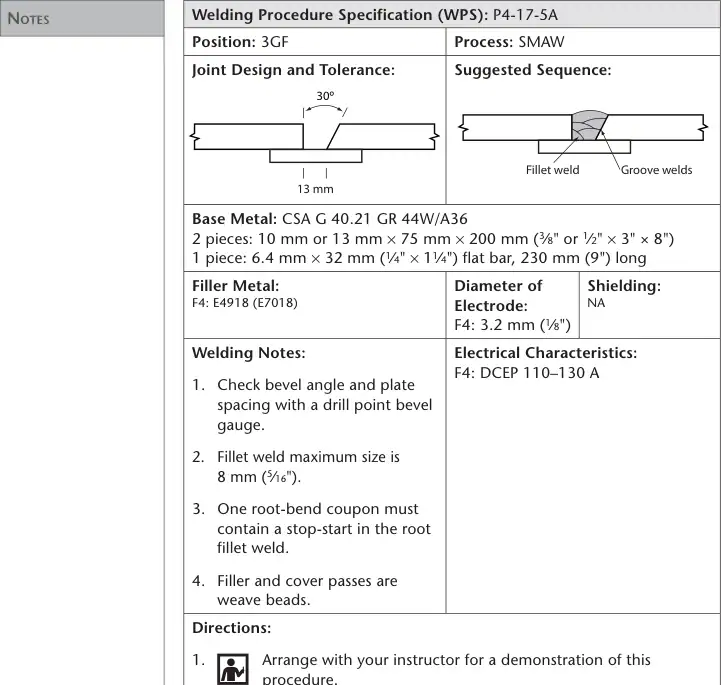 NOTES
Welding Procedure Specification (WPS): P4-17-5A
Position: 3GF
Process: SMAW
Joint Design and Tolerance:
Suggested Sequence:
30º
13 mm
Fillet weld
Groove welds
Base Metal: CSA G 40.21 GR 44W/A36
2 pieces: 10 mm or 13 mm × 75 mm × 200 mm (3⁄8" or 1⁄2" × 3" × 8")
1 piece: 6.4 mm × 32 mm (1⁄4" × 11⁄4") flat bar, 230 mm (9") long
Filler Metal:
F4: E4918 (E7018)
Diameter of
Electrode:
F4: 3.2 mm (1⁄8")
Shielding:
NA
Welding Notes:
1. Check bevel angle and plate
spacing with a drill point bevel
gauge.
2. Fillet weld maximum size is
8 mm (5⁄16").
3. One root-bend coupon must
contain a stop-start in the root
fillet weld.
4. Filler and cover passes are
weave beads.
Electrical Characteristics:
F4: DCEP 110–130 A
Directions:
1. Arrange with your instructor for a demonstration of this
procedure.